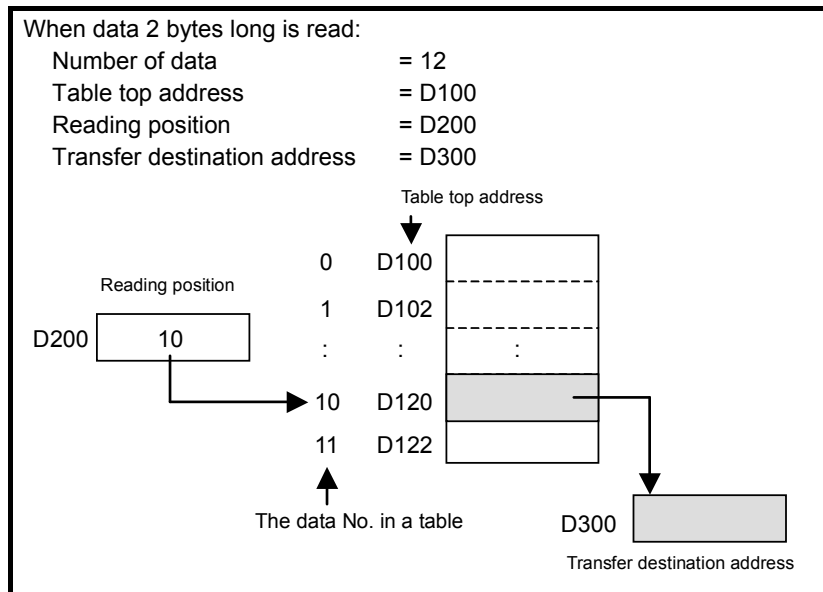 When data 2 bytes long is read:
Number of data = 12
Table top address = D100
Reading position = D200
Transfer destination address = D300
Table top address
0 D100
Reading position
1 D102
D200 10
: : :
10 D120
11 D122
The data No. in a table
D300
Transfer destination address